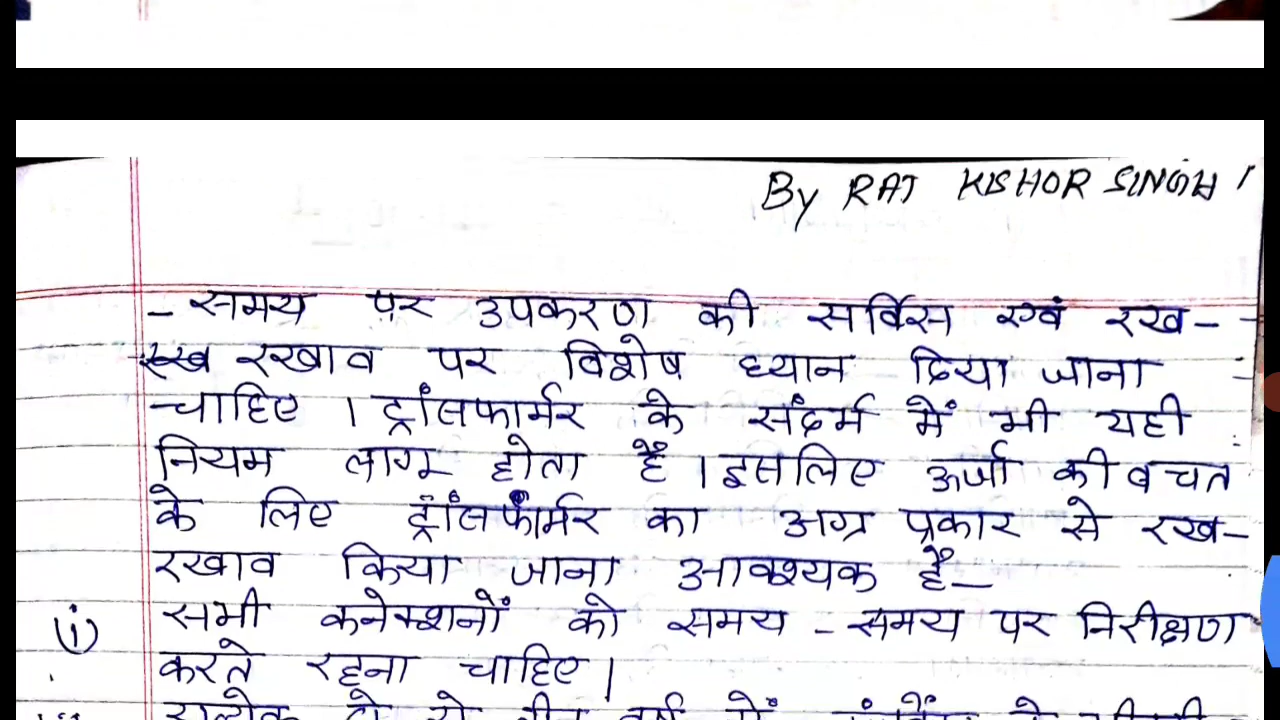 By RAJ KISHOR SINGH
- समय पर उपकरण की सर्विस एवं रख-
रखाव पर विशेष ध्यान दिया जाना
चाहिए । ट्रांसफार्मर के संदर्भ में भी यही
नियम लागू होता है । इसलिए ऊर्जा की बचत
के लिए ट्रांसफॉर्मर का अग्र प्रकार से रख-
रखाव किया जाना आवश्यक है—
(i) सभी कनेक्शनों को समय - समय पर निरीक्षण
करते रहना चाहिए ।